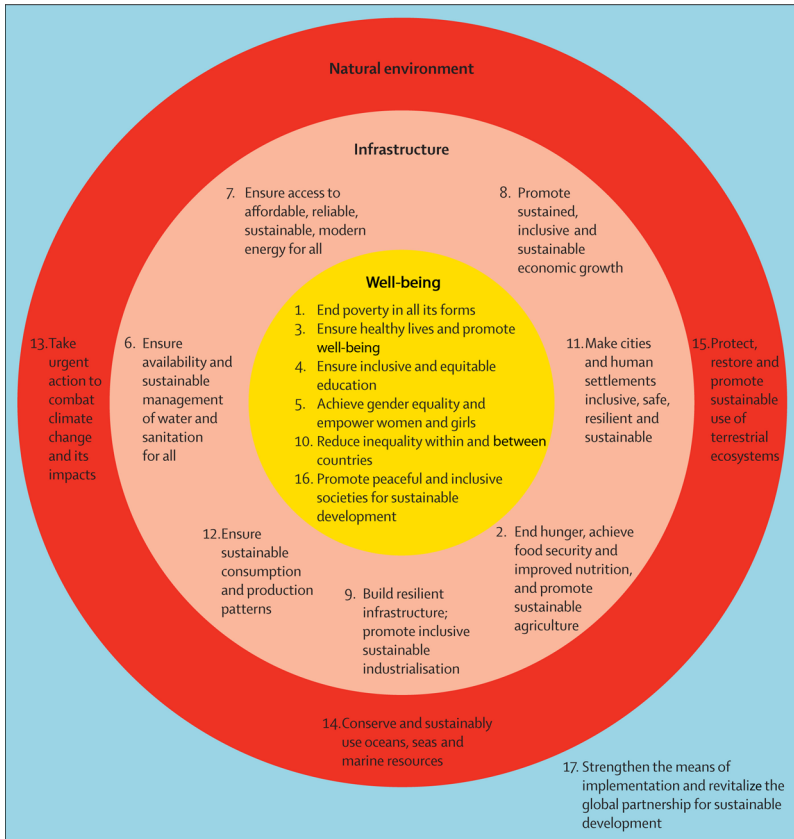 Natural environment
Infrastructure
7. Ensure access to
affordable, reliable,
sustainable, modern
energy for all
8. Promote
sustained,
inclusive and
sustainable
economic growth
Well-being
1. End poverty in all its forms
3. Ensure healthy lives and promote
well-being
4. Ensure inclusive and equitable
education
5. Achieve gender equality and
empower women and girls
10. Reduce inequality within and between
countries
16. Promote peaceful and inclusive
societies for sustainable
development
13. Take
urgent
action to
combat
climate
change
and its
impacts
6. Ensure
availability and
sustainable
management
of water and
sanitation
for all
11. Make cities
and human
settlements
inclusive, safe,
resilient and
sustainable
15. Protect,
restore and
promote
sustainable
use of
terrestrial
ecosystems
12. Ensure
sustainable
consumption
and production
patterns
9. Build resilient
infrastructure;
promote inclusive
sustainable
industrialisation
2. End hunger, achieve
food security and
improved nutrition,
and promote
sustainable
agriculture
14. Conserve and sustainably
use oceans, seas and
marine resources
17. Strengthen the means of
implementation and revitalize the
global partnership for sustainable
development